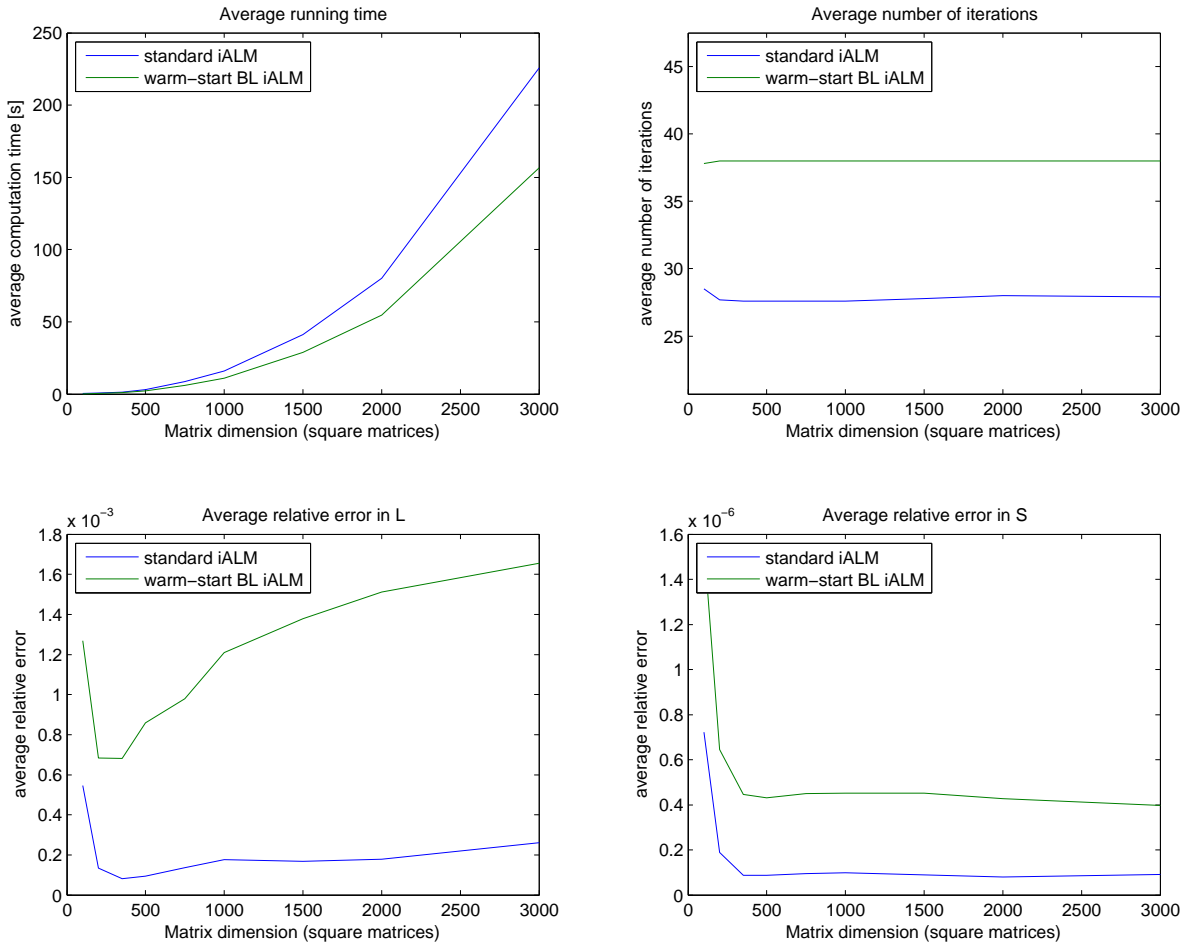 Average running time
250
200
150
100
50
0
average computation time [s]
standard iALM
warm−start BL iALM
0 500 1000 1500 2000 2500 3000
Matrix dimension (square matrices)
Average number of iterations
45
40
35
30
25
average number of iterations
standard iALM
warm−start BL iALM
0 500 1000 1500 2000 2500 3000
Matrix dimension (square matrices)
Average relative error in L
x 10−3
1.8
1.6
1.4
1.2
1
0.8
0.6
0.4
0.2
0
average relative error
standard iALM
warm−start BL iALM
0 500 1000 1500 2000 2500 3000
Matrix dimension (square matrices)
Average relative error in S
x 10−6
1.6
1.4
1.2
1
0.8
0.6
0.4
0.2
0
average relative error
standard iALM
warm−start BL iALM
0 500 1000 1500 2000 2500 3000
Matrix dimension (square matrices)